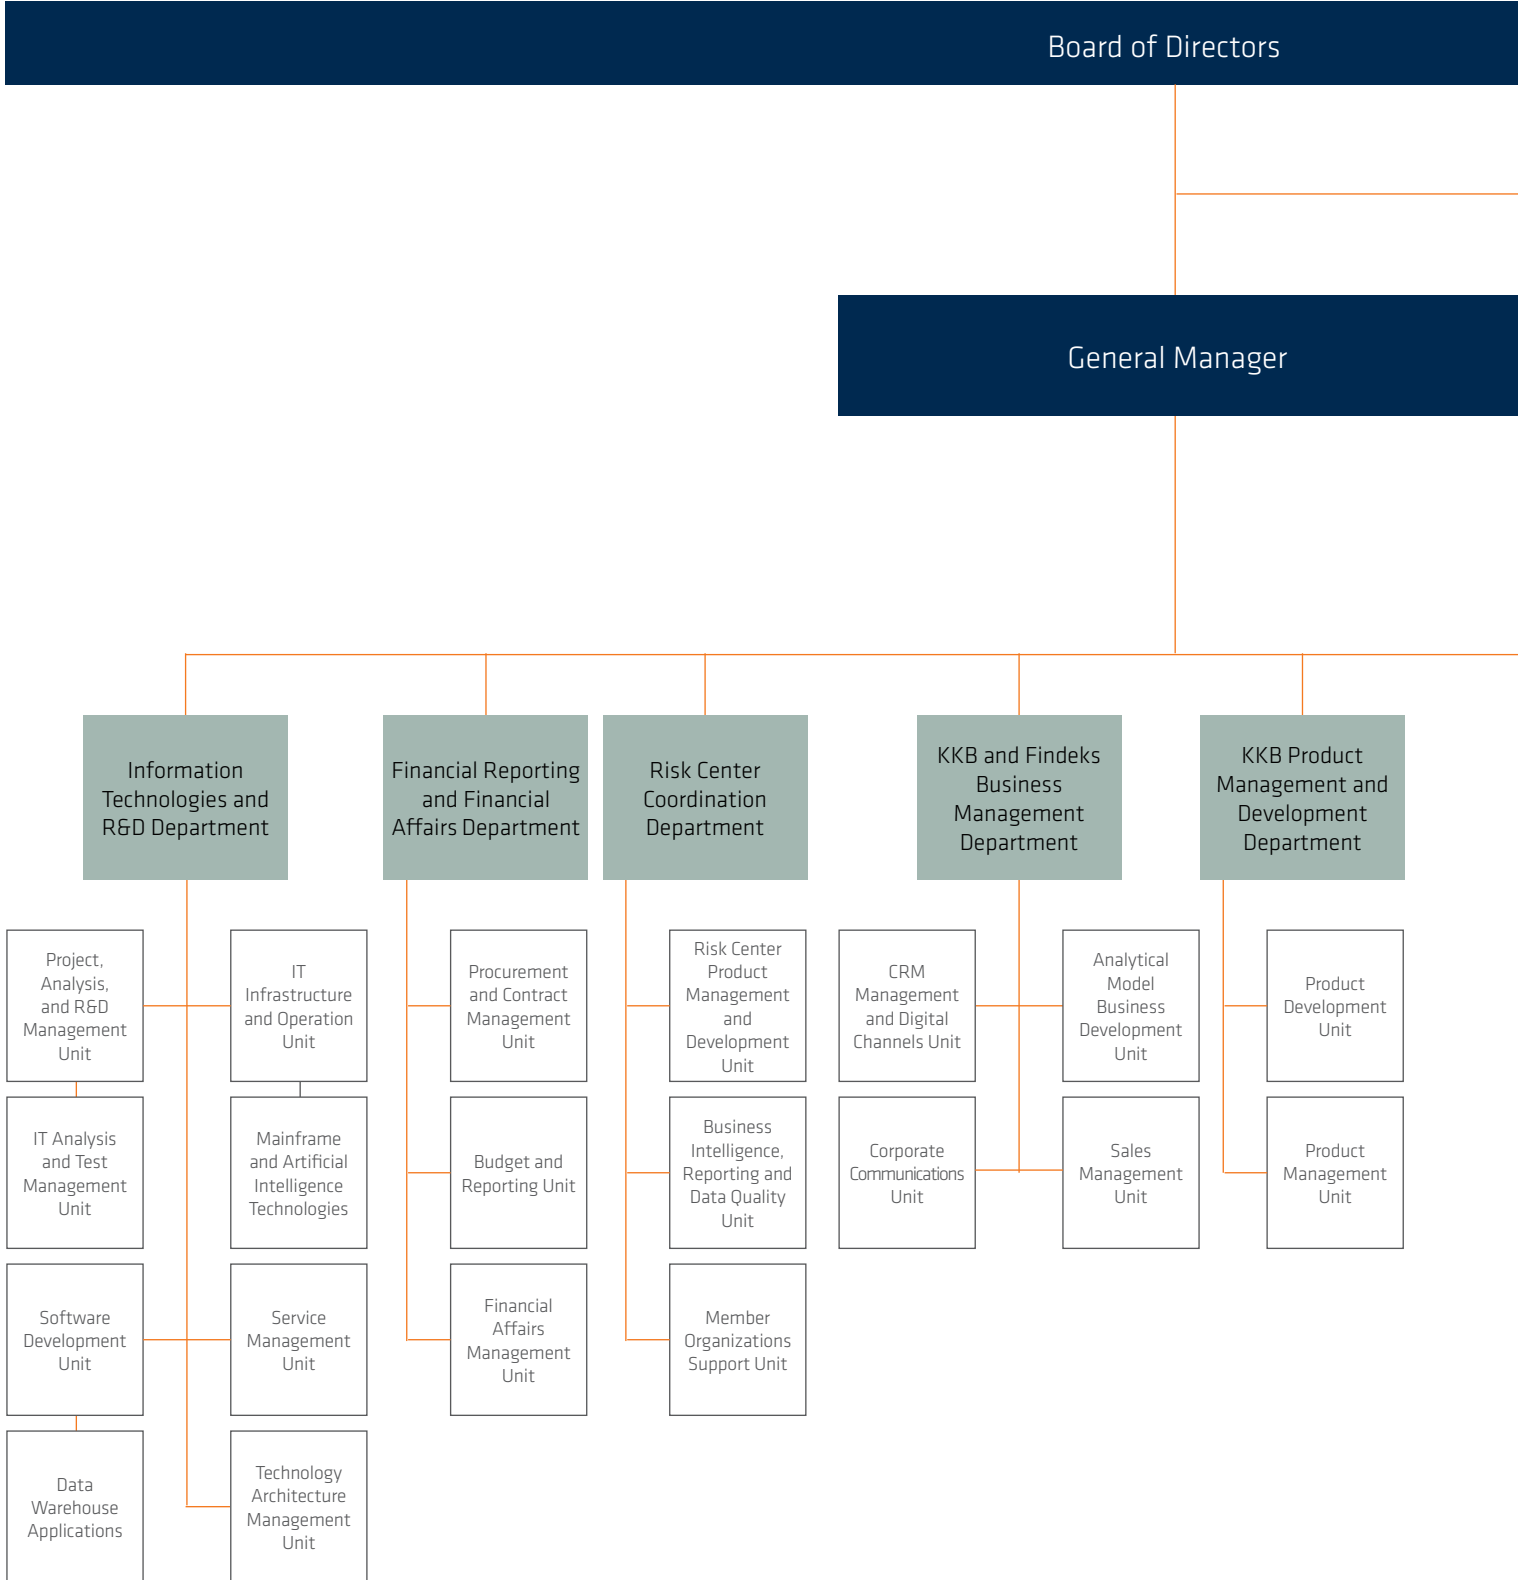 Board of Directors
General Manager
Information
Technologies and
R&D Department
Financial Reporting
and Financial
Affairs Department
Risk Center
Coordination
Department
KKB and Findeks
Business
Management
Department
KKB Product
Management and
Development
Department
Project,
Analysis,
and R&D
Management
Unit
IT
Infrastructure
and Operation
Unit
Procurement
and Contract
Management
Unit
Risk Center
Product
Management
and
Development
Unit
CRM
Management
and Digital
Channels Unit
Analytical
Model
Business
Development
Unit
Product
Development
Unit
IT Analysis
and Test
Management
Unit
Mainframe
and Artificial
Intelligence
Technologies
Budget and
Reporting Unit
Business
Intelligence,
Reporting and
Data Quality
Unit
Corporate
Communications
Unit
Sales
Management
Unit
Product
Management
Unit
Software
Development
Unit
Service
Management
Unit
Financial
Affairs
Management
Unit
Member
Organizations
Support Unit
Data
Warehouse
Applications
Technology
Architecture
Management
Unit